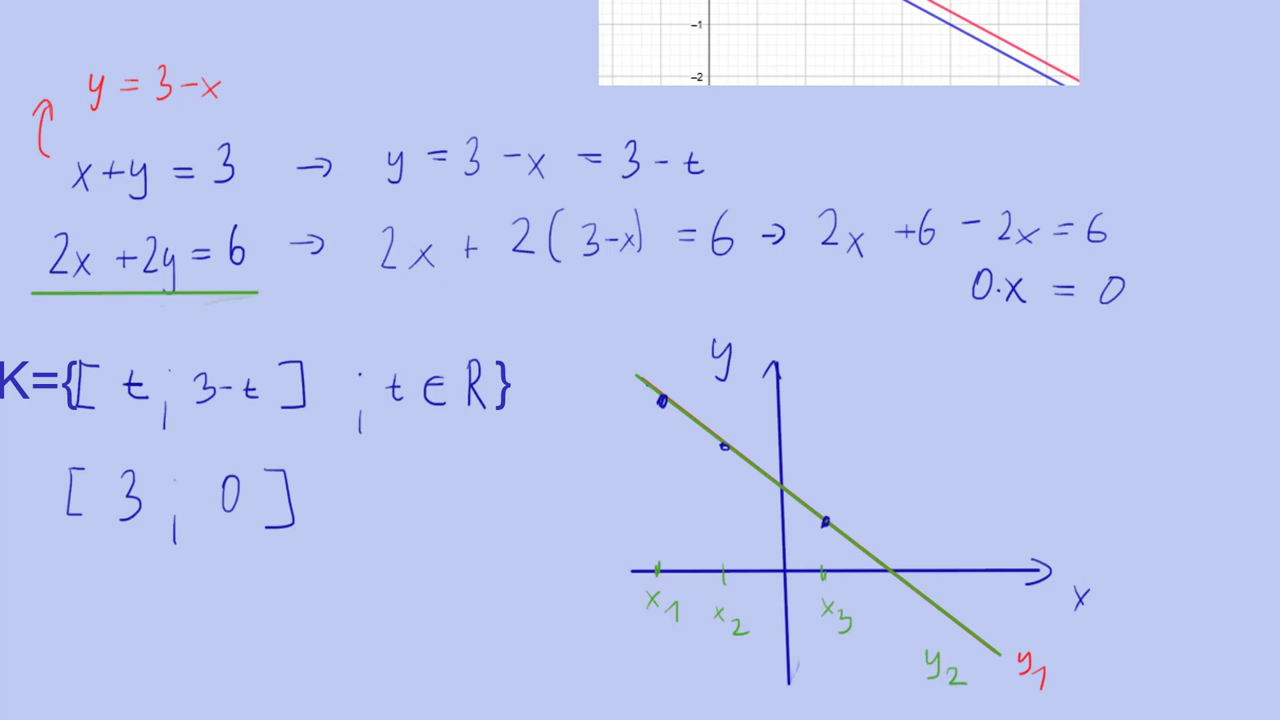 -1
-2
y = 3-x
x+y = 3 → y = 3 -x = 3 - t
2x +2y = 6 → 2x + 2( 3-x) = 6 → 2x +6 - 2x = 6
0·x = 0
K={[ t ; 3-t ] ; t ∈ R}
[ 3 ; 0 ]
y
x
x1
x2
x3
y2
y1